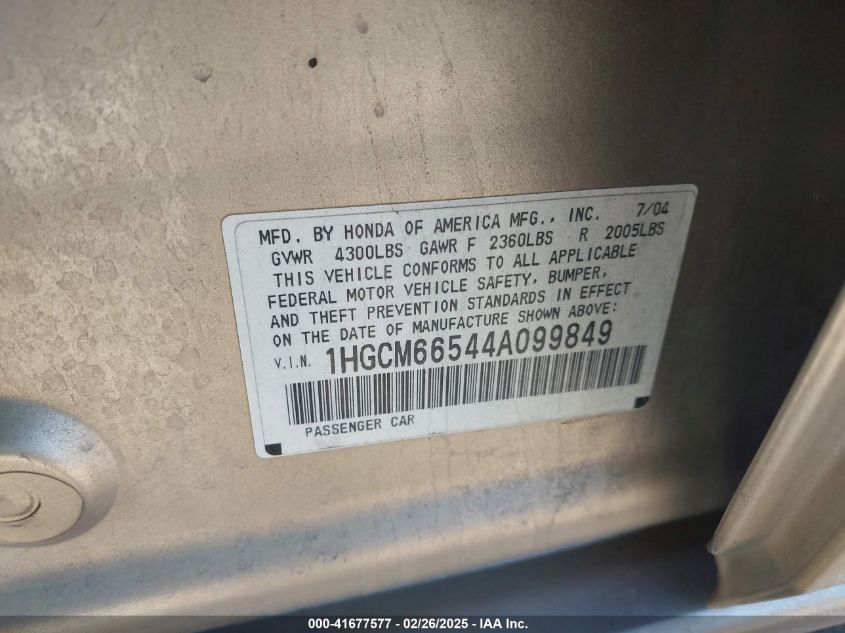 MFD. BY HONDA OF AMERICA MFG., INC. 7/04
GVWR 4300LBS GAWR F 2360LBS R 2005LBS
THIS VEHICLE CONFORMS TO ALL APPLICABLE
FEDERAL MOTOR VEHICLE SAFETY, BUMPER,
AND THEFT PREVENTION STANDARDS IN EFFECT
ON THE DATE OF MANUFACTURE SHOWN ABOVE:
V.I.N. 1HGCM66544A099849
PASSENGER CAR
000-41677577 - 02/26/2025 - IAA Inc.